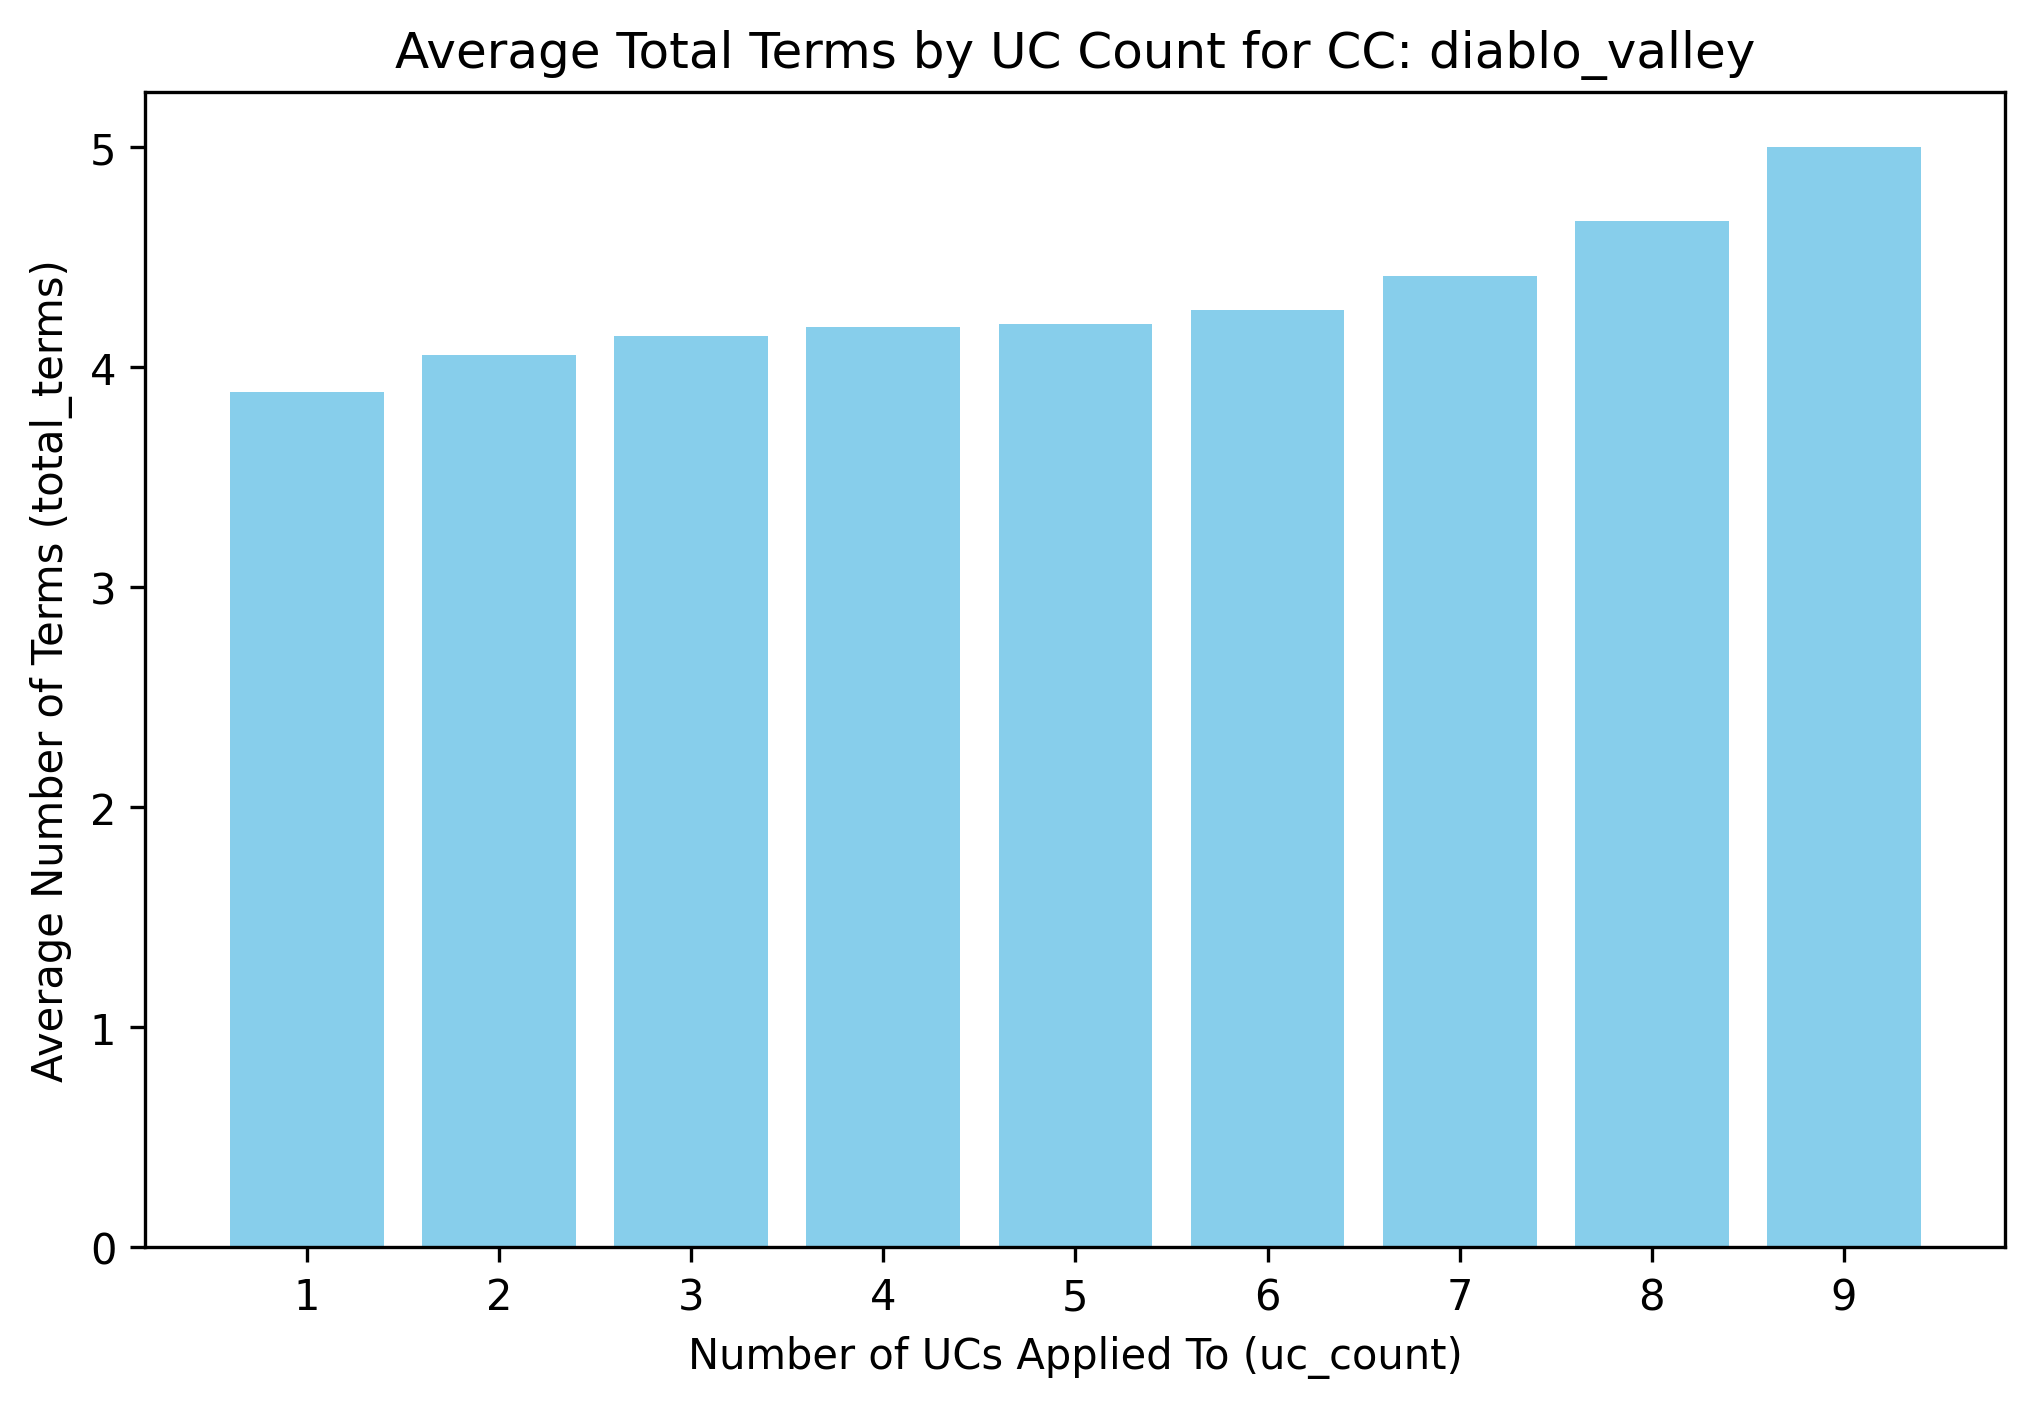 Average Total Terms by UC Count for CC: diablo_valley
Average Number of Terms (total_terms)
5
4
3
2
1
0
1 2 3 4 5 6 7 8 9
Number of UCs Applied To (uc_count)